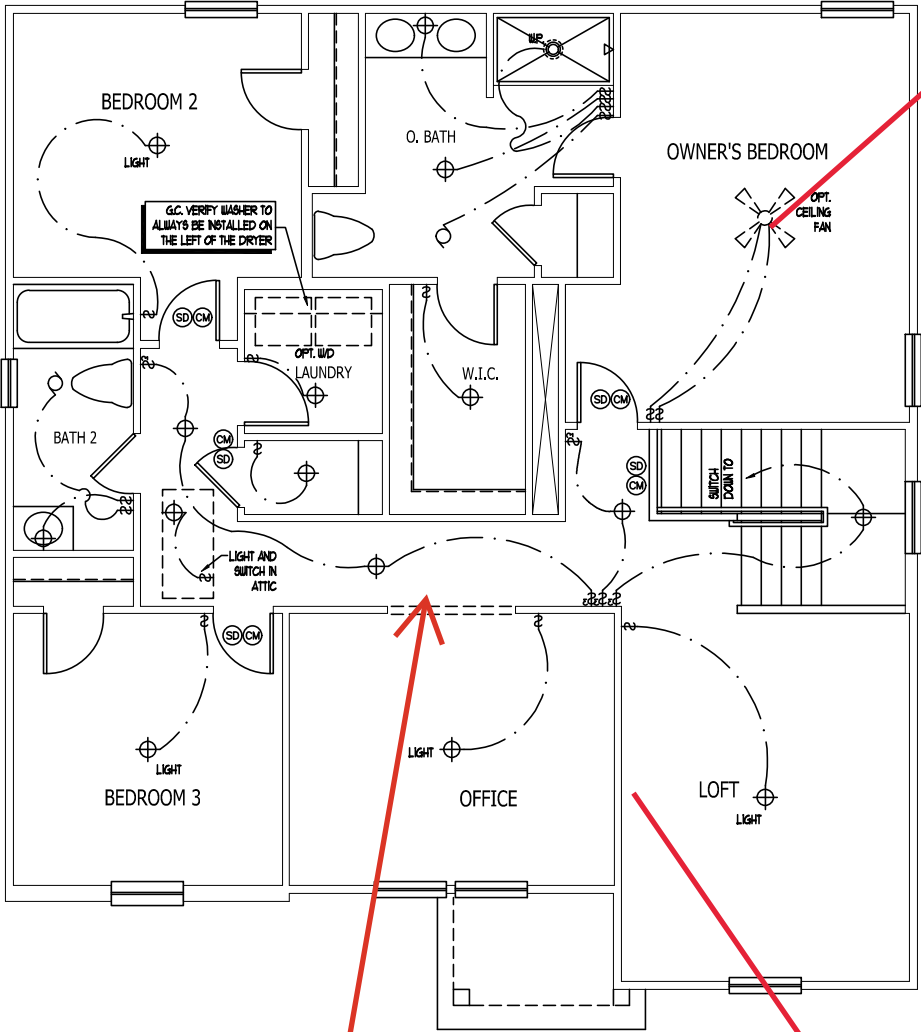 BEDROOM 2
LIGHT
W.P.
O. BATH
OWNER'S BEDROOM
OPT.
CEILING
FAN
G.C. VERIFY WASHER TO
ALWAYS BE INSTALLED ON
THE LEFT OF THE DRYER
SD CM
OPT. W/D
LAUNDRY
W.I.C.
BATH 2
SD CM
CM
SD
SD
CM
SWITCH
DOWN TO
LIGHT AND
SWITCH IN
ATTIC
SD CM
LIGHT
BEDROOM 3
LIGHT
OFFICE
LOFT
LIGHT